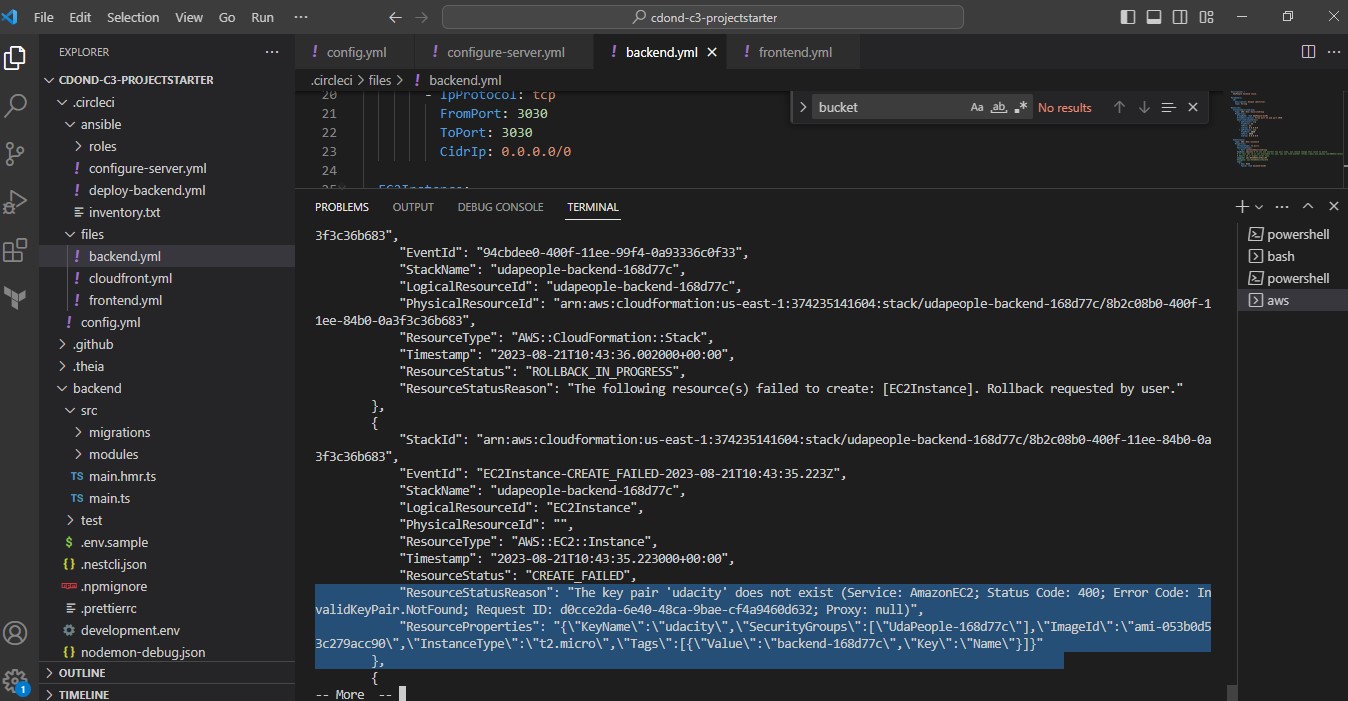 File Edit Selection View Go Run ··· cdond-c3-projectstarter
EXPLORER ···
CDOND-C3-PROJECTSTARTER
.circleci
ansible
roles
! configure-server.yml
! deploy-backend.yml
inventory.txt
files
! backend.yml
! cloudfront.yml
! frontend.yml
! config.yml
.github
.theia
backend
src
migrations
modules
TS main.hmr.ts
TS main.ts
test
$ .env.sample
{} .nestcli.json
npm .npmignore
.prettierrc
development.env
{} nodemon-debug.json
OUTLINE
TIMELINE
1
! config.yml ! configure-server.yml ! backend.yml ! frontend.yml
.circleci > files > ! backend.yml
bucket Aa ab .* No results
20 - IpProtocol: tcp
21 FromPort: 3030
22 ToPort: 3030
23 CidrIp: 0.0.0.0/0
24
25 EC2Instance:
PROBLEMS OUTPUT DEBUG CONSOLE TERMINAL
3f3c36b683",
"EventId": "94cbdee0-400f-11ee-99f4-0a93336c0f33",
"StackName": "udapeople-backend-168d77c",
"LogicalResourceId": "udapeople-backend-168d77c",
"PhysicalResourceId": "arn:aws:cloudformation:us-east-1:374235141604:stack/udapeople-backend-168d77c/8b2c08b0-400f-1
1ee-84b0-0a3f3c36b683",
"ResourceType": "AWS::CloudFormation::Stack",
"Timestamp": "2023-08-21T10:43:36.002000+00:00",
"ResourceStatus": "ROLLBACK_IN_PROGRESS",
"ResourceStatusReason": "The following resource(s) failed to create: [EC2Instance]. Rollback requested by user."
},
{
"StackId": "arn:aws:cloudformation:us-east-1:374235141604:stack/udapeople-backend-168d77c/8b2c08b0-400f-11ee-84b0-0a
3f3c36b683",
"EventId": "EC2Instance-CREATE_FAILED-2023-08-21T10:43:35.223Z",
"StackName": "udapeople-backend-168d77c",
"LogicalResourceId": "EC2Instance",
"PhysicalResourceId": "",
"ResourceType": "AWS::EC2::Instance",
"Timestamp": "2023-08-21T10:43:35.223000+00:00",
"ResourceStatus": "CREATE_FAILED",
"ResourceStatusReason": "The key pair 'udacity' does not exist (Service: AmazonEC2; Status Code: 400; Error Code: In
validKeyPair.NotFound; Request ID: d0cce2da-6e40-48ca-9bae-cf4a9460d632; Proxy: null)",
"ResourceProperties": "{\"KeyName\":\"udacity\",\"SecurityGroups\":[\"UdaPeople-168d77c\"],\"ImageId\":\"ami-053b0d5
3c279acc90\",\"InstanceType\":\"t2.micro\",\"Tags\":[{\"Value\":\"backend-168d77c\",\"Key\":\"Name\"}]}"
},
{
-- More --
powershell
bash
powershell
aws